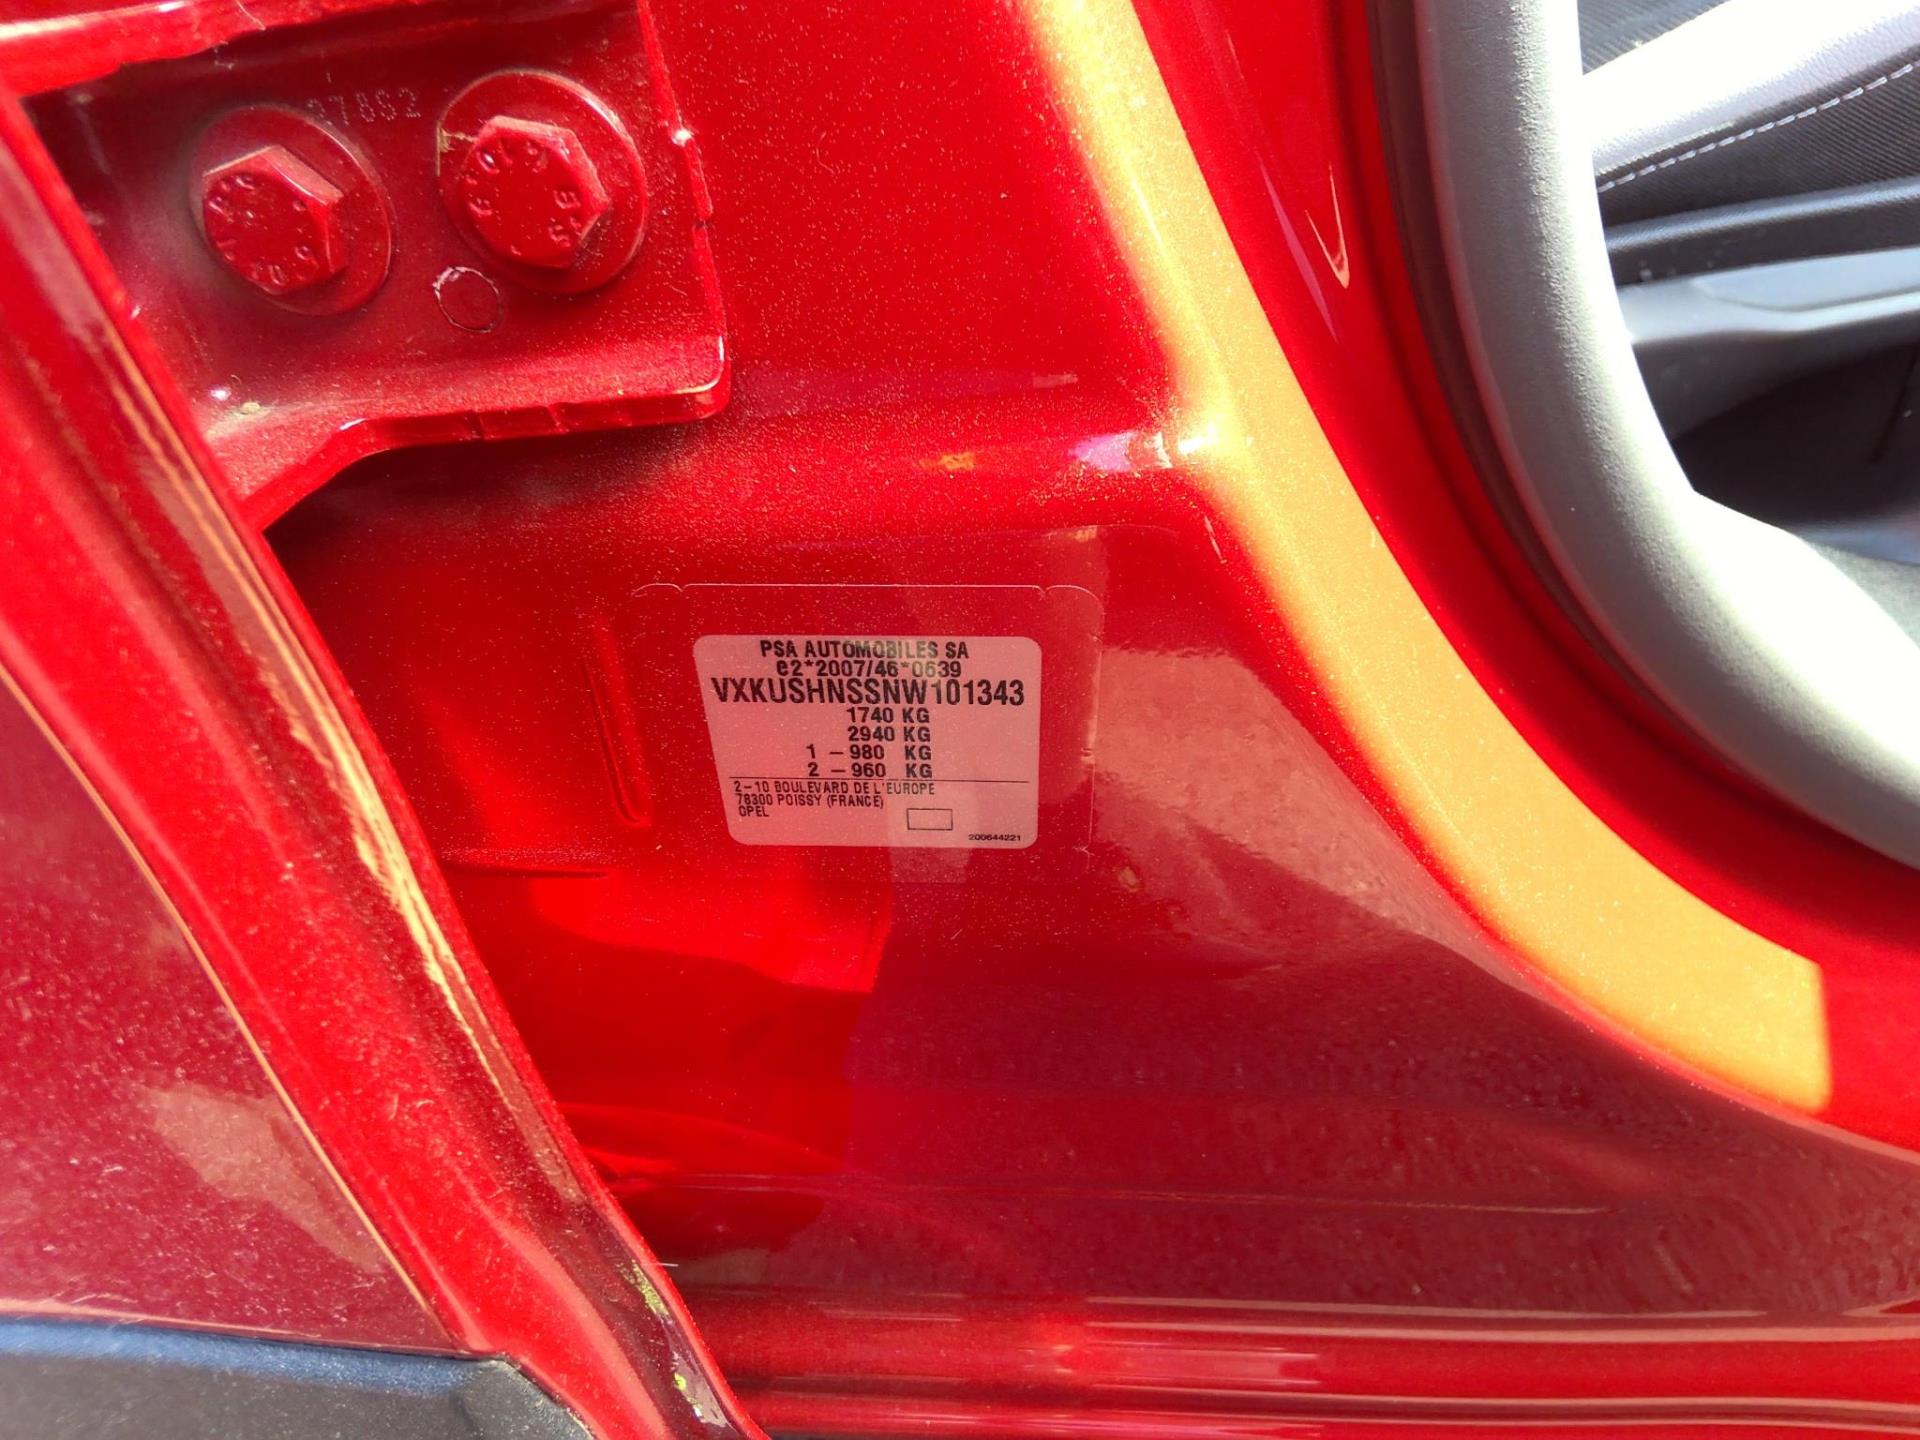 278S2
PSA AUTOMOBILES SA
e2*2007/46*0639
VXKUSHNSSNW101343
1740 KG
2940 KG
1 – 980 KG
2 – 960 KG
2–10 BOULEVARD DE L'EUROPE
78300 POISSY (FRANCE)
OPEL
200644221